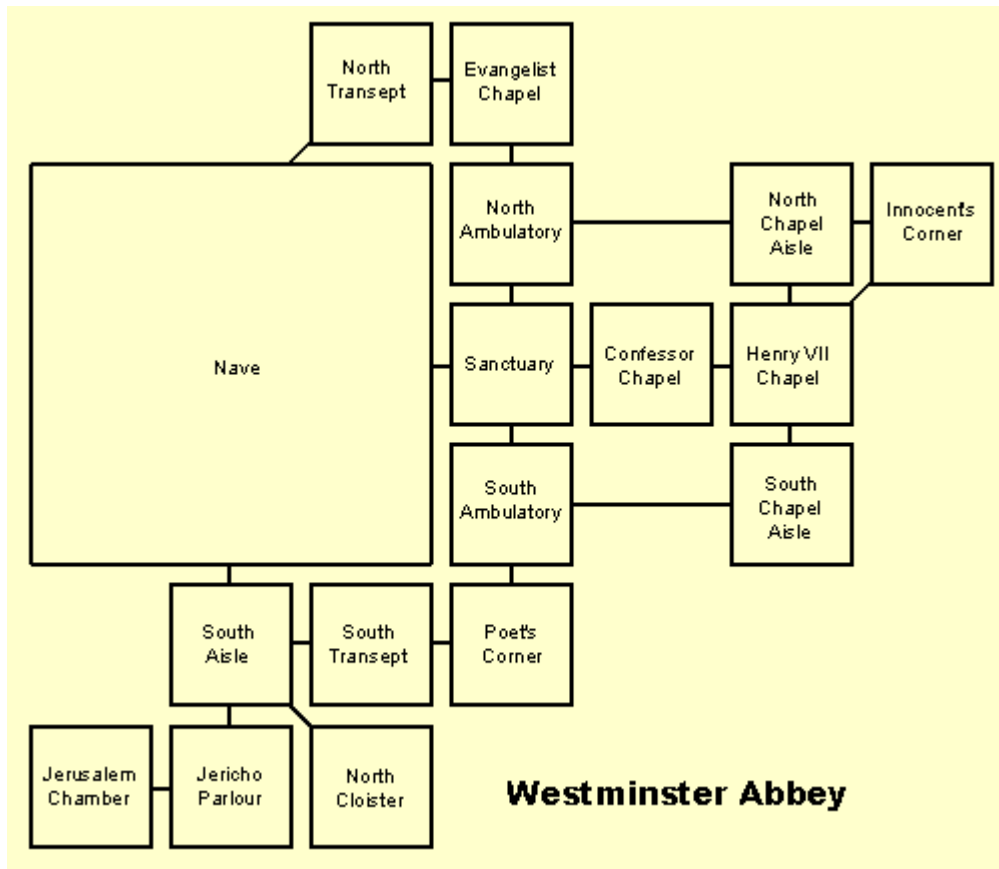 North
Transept
Evangelist
Chapel
North
Ambulatory
North
Chapel
Aisle
Innocent's
Corner
Nave
Sanctuary
Confessor
Chapel
Henry VII
Chapel
South
Ambulatory
South
Chapel
Aisle
South
Aisle
South
Transept
Poet's
Corner
Jerusalem
Chamber
Jericho
Parlour
North
Cloister
Westminster Abbey